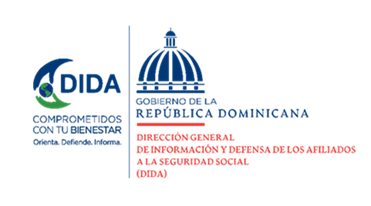 DIDA
COMPROMETIDOS
CON TU BIENESTAR
Orienta. Defiende. Informa.
GOBIERNO DE LA
REPÚBLICA DOMINICANA
DIRECCIÓN GENERAL
DE INFORMACIÓN Y DEFENSA DE LOS AFILIADOS
A LA SEGURIDAD SOCIAL
(DIDA)